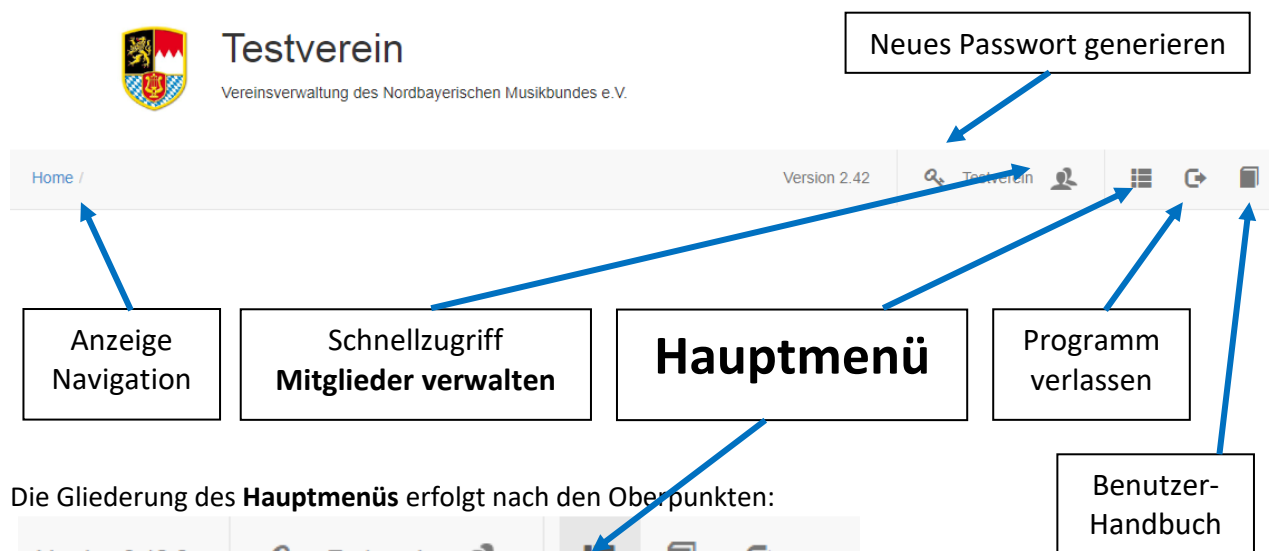 Testverein
Vereinsverwaltung des Nordbayerischen Musikbundes e.V.
Neues Passwort generieren
Home /
Version 2.42
Testverein
Anzeige
Navigation
Schnellzugriff
Mitglieder verwalten
Hauptmenü
Programm
verlassen
Benutzer-
Handbuch
Die Gliederung des Hauptmenüs erfolgt nach den Oberpunkten: